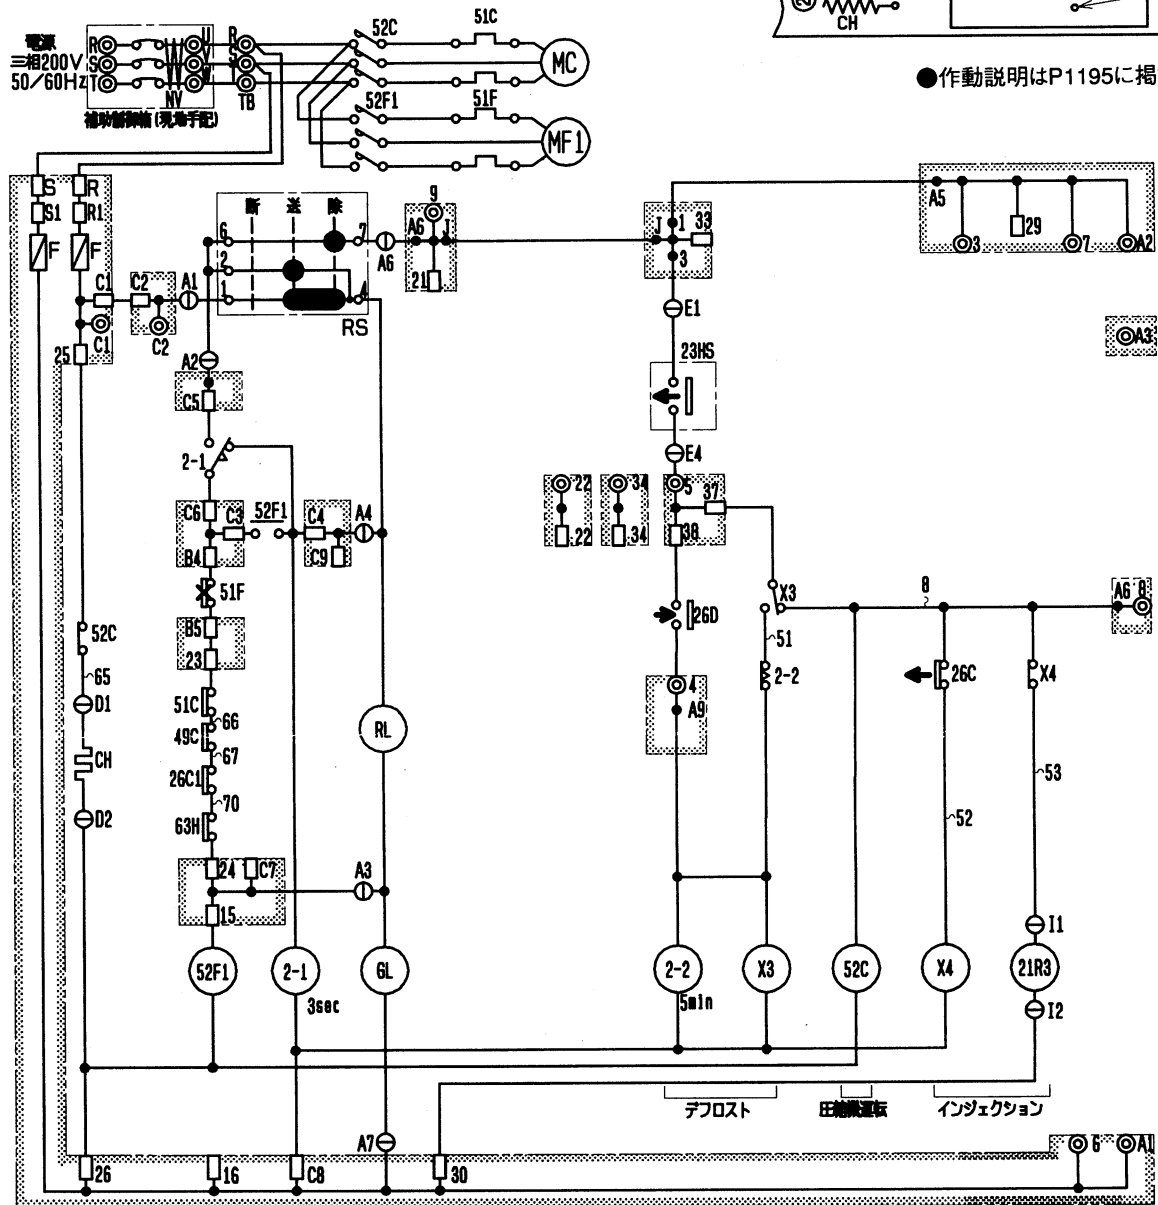 CH
●作動説明はP1195に掲
電源
三相200V
50/60Hz
R
S
T
U
V
W
R
S
T
NV
TB
補助制御箱(現地手配)
52C
51C
MC
52F1
51F
MF1
S
R
S1
R1
F
F
C1
C2
A1
C1
C2
25
断 送 除
6
7
2
1
4
RS
A6
9
A6
J
21
J
1
33
3
A5
3
29
7
A2
A3
E1
23HS
E4
A2
C5
2-1
C6
C3
52F1
C4
A4
C9
B4
51F
B5
23
51C
66
49C
67
26C1
70
63H
24
C7
A3
15
52C
65
D1
CH
D2
RL
22
22
34
34
5
37
38
26D
X3
51
2-2
4
A9
8
A6
8
26C
X4
53
52
I1
52F1
2-1
3sec
GL
2-2
5min
X3
52C
X4
21R3
I2
デフロスト
圧縮機運転
インジェクション
A7
26
16
C8
30
6
A1